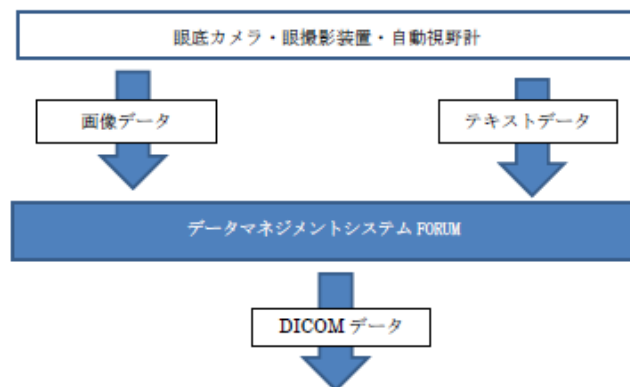 眼底カメラ・眼撮影装置・自動視野計
画像データ
テキストデータ
データマネジメントシステム FORUM
DICOM データ